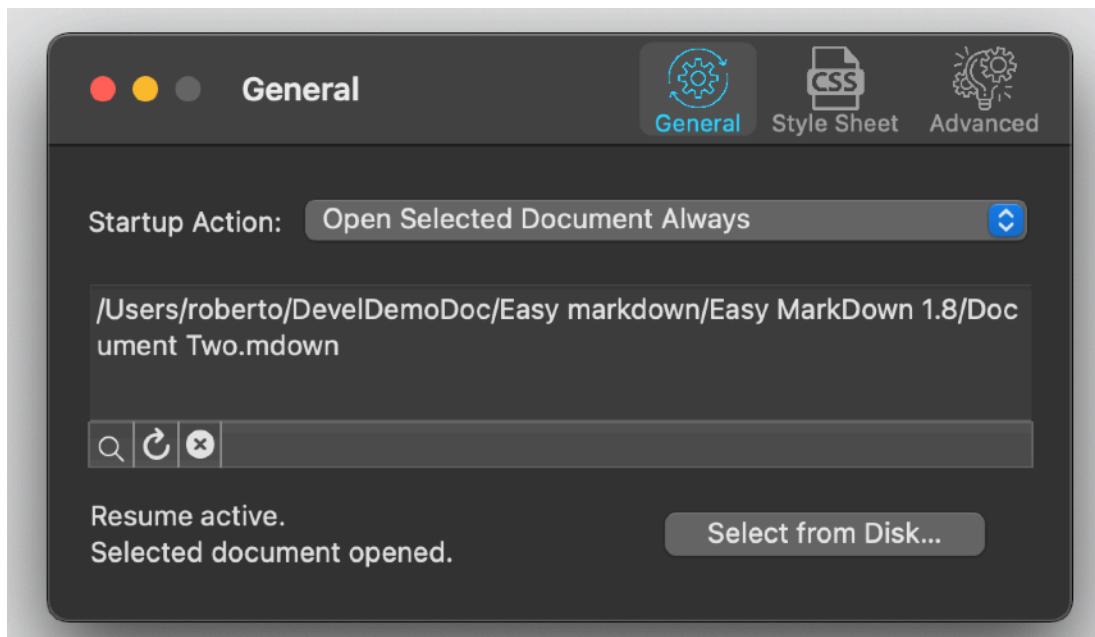 General
General
CSS
Style Sheet
Advanced
Startup Action:
Open Selected Document Always
/Users/roberto/DevelDemoDoc/Easy markdown/Easy MarkDown 1.8/Doc
ument Two.mdown
Resume active.
Selected document opened.
Select from Disk...